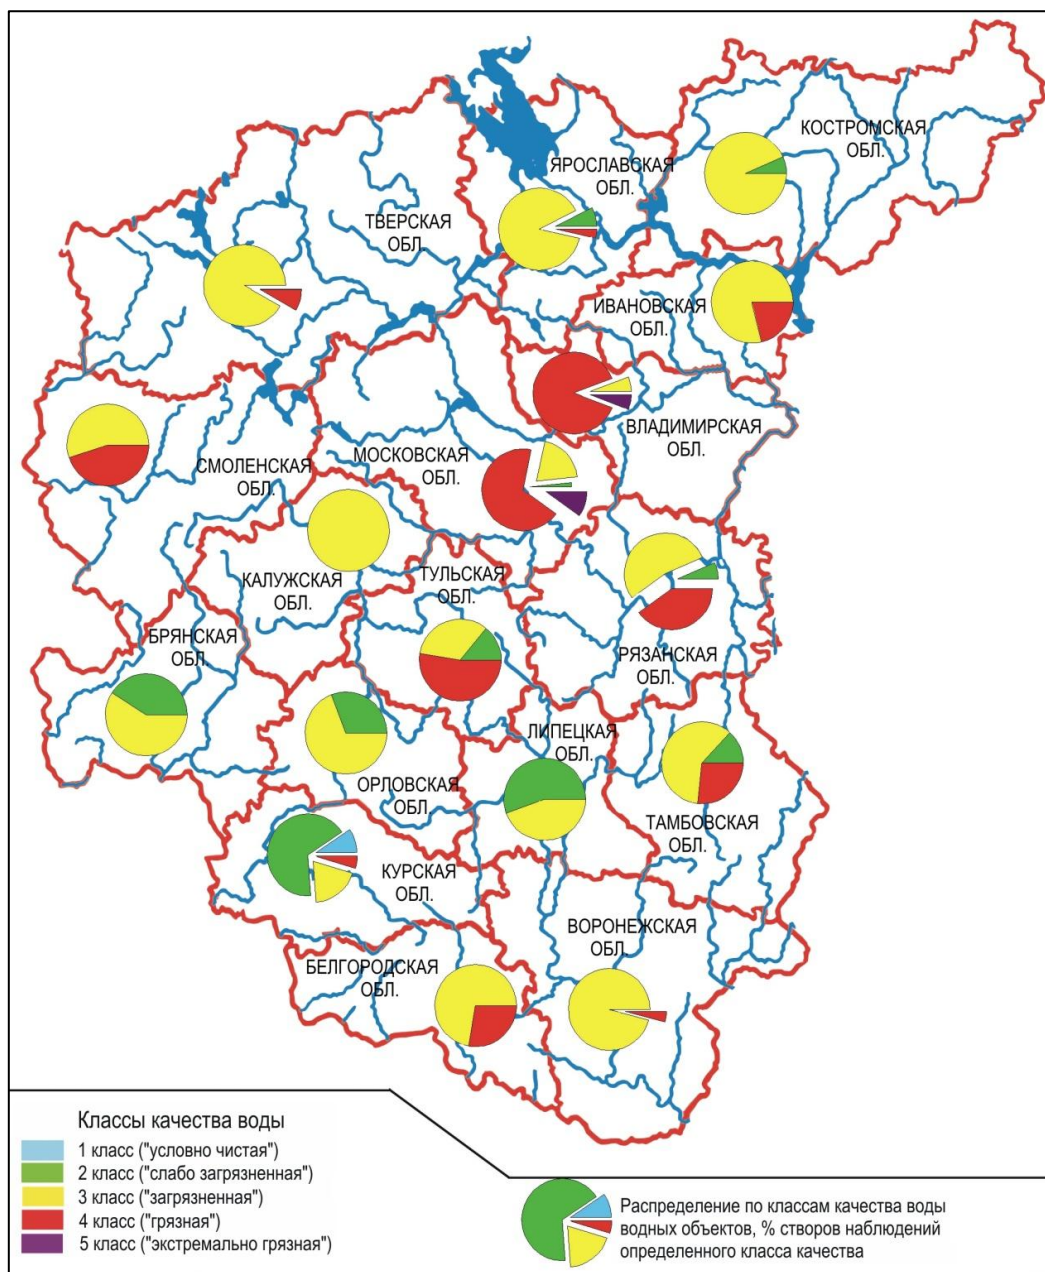 КОСТРОМСКАЯ
ОБЛ.
ЯРОСЛАВСКАЯ
ОБЛ.
ТВЕРСКАЯ
ОБЛ.
ИВАНОВСКАЯ
ОБЛ.
ВЛАДИМИРСКАЯ
ОБЛ.
МОСКОВСКАЯ
ОБЛ.
СМОЛЕНСКАЯ
ОБЛ.
КАЛУЖСКАЯ
ОБЛ.
ТУЛЬСКАЯ
ОБЛ.
БРЯНСКАЯ
ОБЛ.
РЯЗАНСКАЯ
ОБЛ.
ЛИПЕЦКАЯ
ОБЛ.
ОРЛОВСКАЯ
ОБЛ.
ТАМБОВСКАЯ
ОБЛ.
КУРСКАЯ
ОБЛ.
ВОРОНЕЖСКАЯ
ОБЛ.
БЕЛГОРОДСКАЯ
ОБЛ.
Классы качества воды
1 класс ("условно чистая")
2 класс ("слабо загрязненная")
3 класс ("загрязненная")
4 класс ("грязная")
5 класс ("экстремально грязная")
Распределение по классам качества воды
водных объектов, % створов наблюдений
определенного класса качества